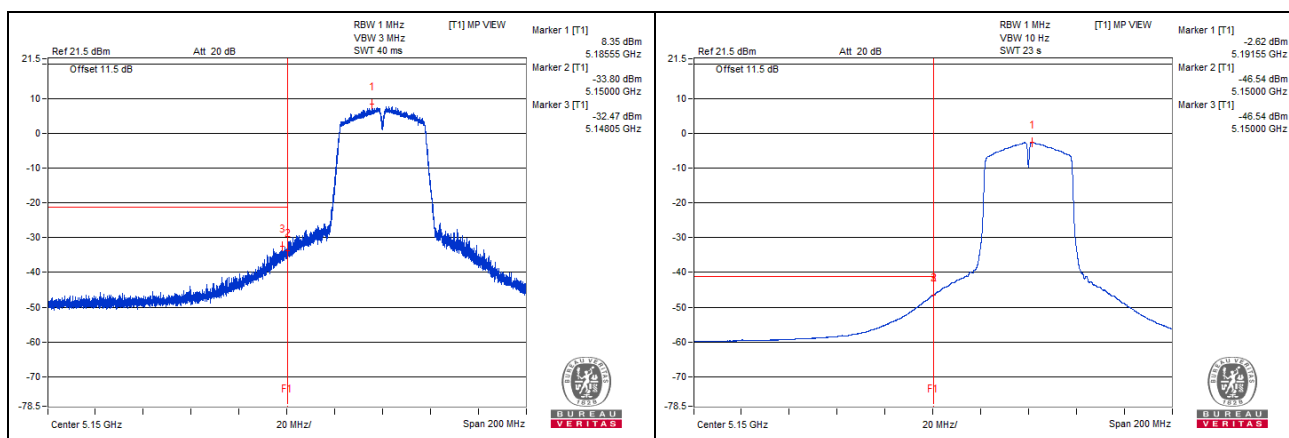 RBW 1 MHz
VBW 3 MHz
SWT 40 ms
[T1] MP VIEW
Ref 21.5 dBm
Att 20 dB
Offset 11.5 dB
Marker 1 [T1]
8.35 dBm
5.18555 GHz
Marker 2 [T1]
-33.80 dBm
5.15000 GHz
Marker 3 [T1]
-32.47 dBm
5.14805 GHz
21.5
10
0
-10
-20
-30
-40
-50
-60
-70
-78.5
1
3
2
F1
Center 5.15 GHz
20 MHz/
Span 200 MHz
BUREAU VERITAS
1828
BUREAU
VERITAS
RBW 1 MHz
VBW 10 Hz
SWT 23 s
[T1] MP VIEW
Ref 21.5 dBm
Att 20 dB
Offset 11.5 dB
Marker 1 [T1]
-2.62 dBm
5.19155 GHz
Marker 2 [T1]
-46.54 dBm
5.15000 GHz
Marker 3 [T1]
-46.54 dBm
5.15000 GHz
21.5
10
0
-10
-20
-30
-40
-50
-60
-70
-78.5
1
F1
Center 5.15 GHz
20 MHz/
Span 200 MHz
BUREAU VERITAS
1828
BUREAU
VERITAS